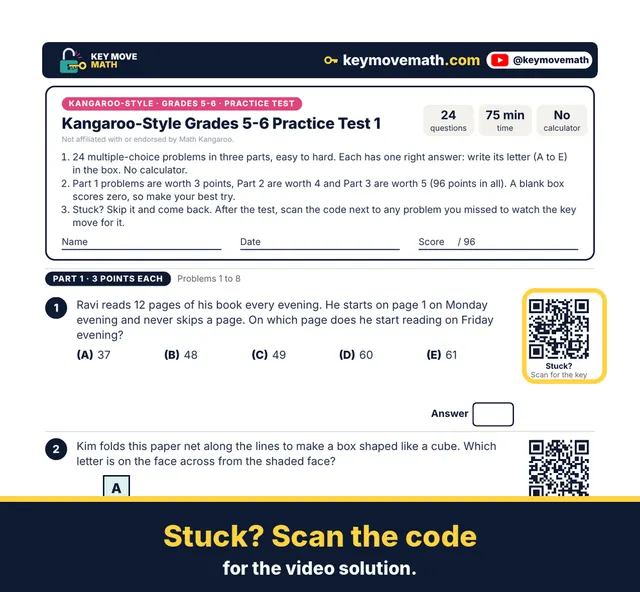 KEY MOVE
MATH
keymovemath.com
@keymovemath
KANGAROO-STYLE · GRADES 5-6 · PRACTICE TEST
Kangaroo-Style Grades 5-6 Practice Test 1
Not affiliated with or endorsed by Math Kangaroo.
24
questions
75 min
time
No
calculator
1. 24 multiple-choice problems in three parts, easy to hard. Each has one right answer: write its letter (A to E)
in the box. No calculator.
2. Part 1 problems are worth 3 points, Part 2 are worth 4 and Part 3 are worth 5 (96 points in all). A blank box
scores zero, so make your best try.
3. Stuck? Skip it and come back. After the test, scan the code next to any problem you missed to watch the key
move for it.
Name Date Score / 96
PART 1 · 3 POINTS EACH Problems 1 to 8
1 Ravi reads 12 pages of his book every evening. He starts on page 1 on Monday
evening and never skips a page. On which page does he start reading on Friday
evening?
(A) 37 (B) 48 (C) 49 (D) 60 (E) 61
Stuck?
Scan for the key
Answer
2 Kim folds this paper net along the lines to make a box shaped like a cube. Which
letter is on the face across from the shaded face?
A
Stuck? Scan the code
for the video solution.